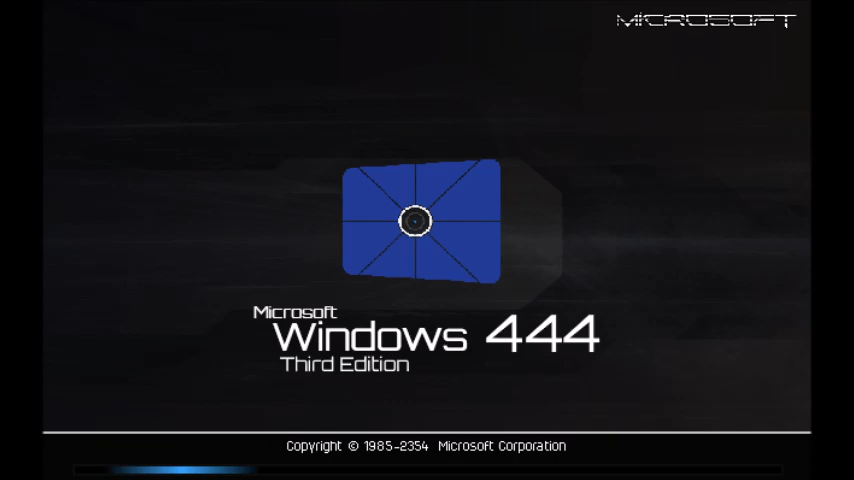 MICROSOFT
Microsoft
Windows 444
Third Edition
Copyright © 1985-2354 Microsoft Corporation